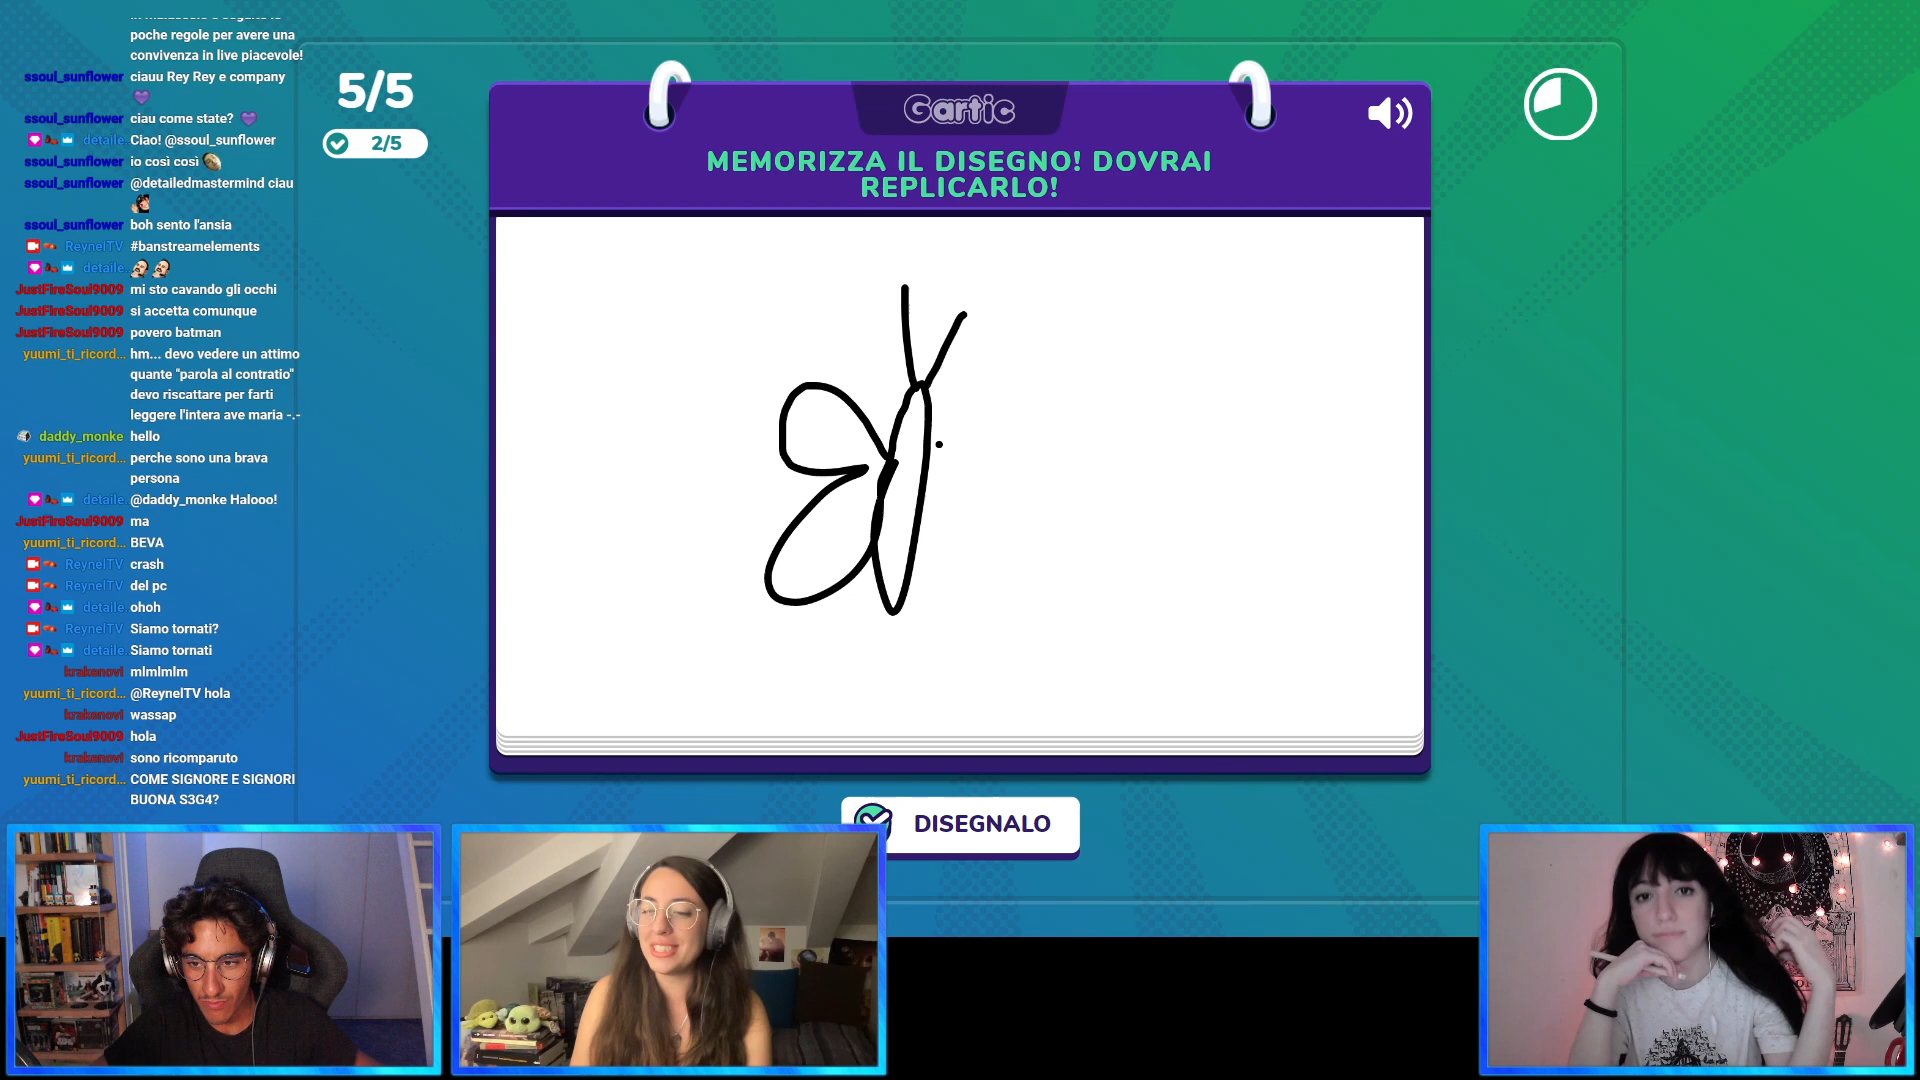 poche regole per avere una
convivenza in live piacevole!
ssoul_sunflower ciauu Rey Rey e company
ssoul_sunflower ciau come state?
detaile... Ciao! @ssoul_sunflower
ssoul_sunflower io così così
ssoul_sunflower @detailedmastermind ciau
ssoul_sunflower boh sento l'ansia
ReynelTV #banstreamelements
detaile...
JustFireSoul9009 mi sto cavando gli occhi
JustFireSoul9009 si accetta comunque
JustFireSoul9009 povero batman
yuumi_ti_ricord... hm... devo vedere un attimo
quante "parola al contratio"
devo riscattare per farti
leggere l'intera ave maria -.-
daddy_monke hello
yuumi_ti_ricord... perche sono una brava
persona
detaile... @daddy_monke Halooo!
JustFireSoul9009 ma
yuumi_ti_ricord... BEVA
ReynelTV crash
ReynelTV del pc
detaile... ohoh
ReynelTV Siamo tornati?
detaile... Siamo tornati
krakenovi mlmlmlm
yuumi_ti_ricord... @ReynelTV hola
krakenovi wassap
JustFireSoul9009 hola
krakenovi sono ricomparuto
yuumi_ti_ricord... COME SIGNORE E SIGNORI
BUONA S3G4?
5/5
2/5
Gartic
MEMORIZZA IL DISEGNO! DOVRAI
REPLICARLO!
DISEGNALO